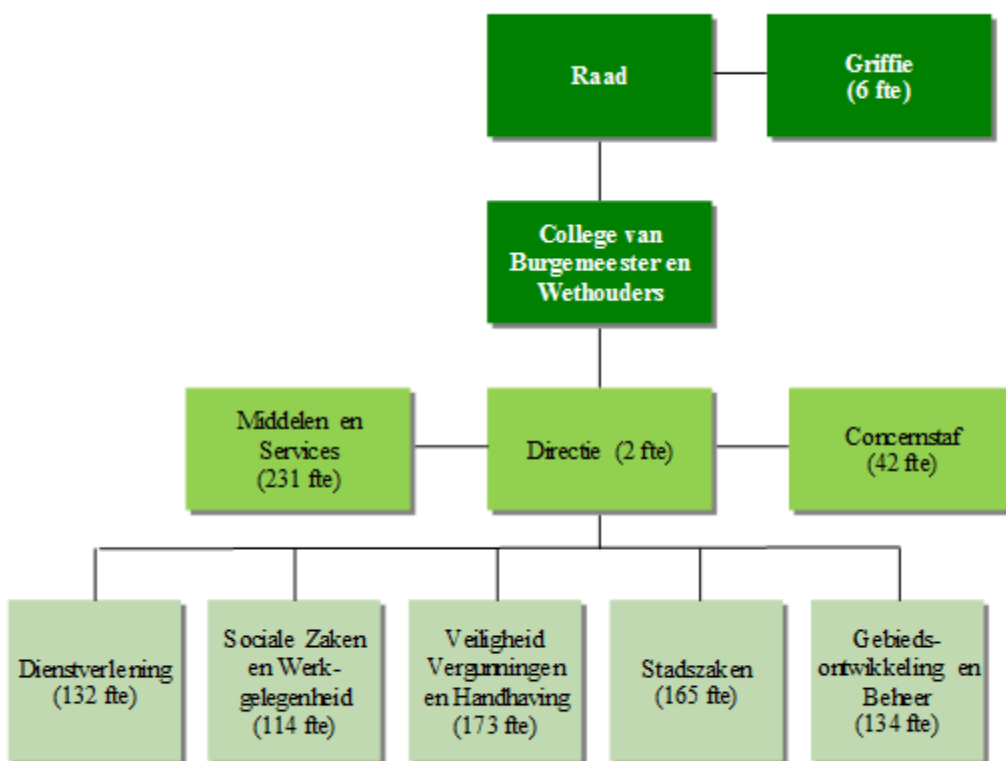 Raad
Griffie
(6 fte)
College van
Burgemeester en
Wethouders
Middelen en
Services
(231 fte)
Directie (2 fte)
Concernstaf
(42 fte)
Dienstverlening
(132 fte)
Sociale Zaken
en Werk-
gelegenheid
(114 fte)
Veiligheid
Vergunningen
en Handhaving
(173 fte)
Stadszaken
(165 fte)
Gebieds-
ontwikkeling en
Beheer
(134 fte)